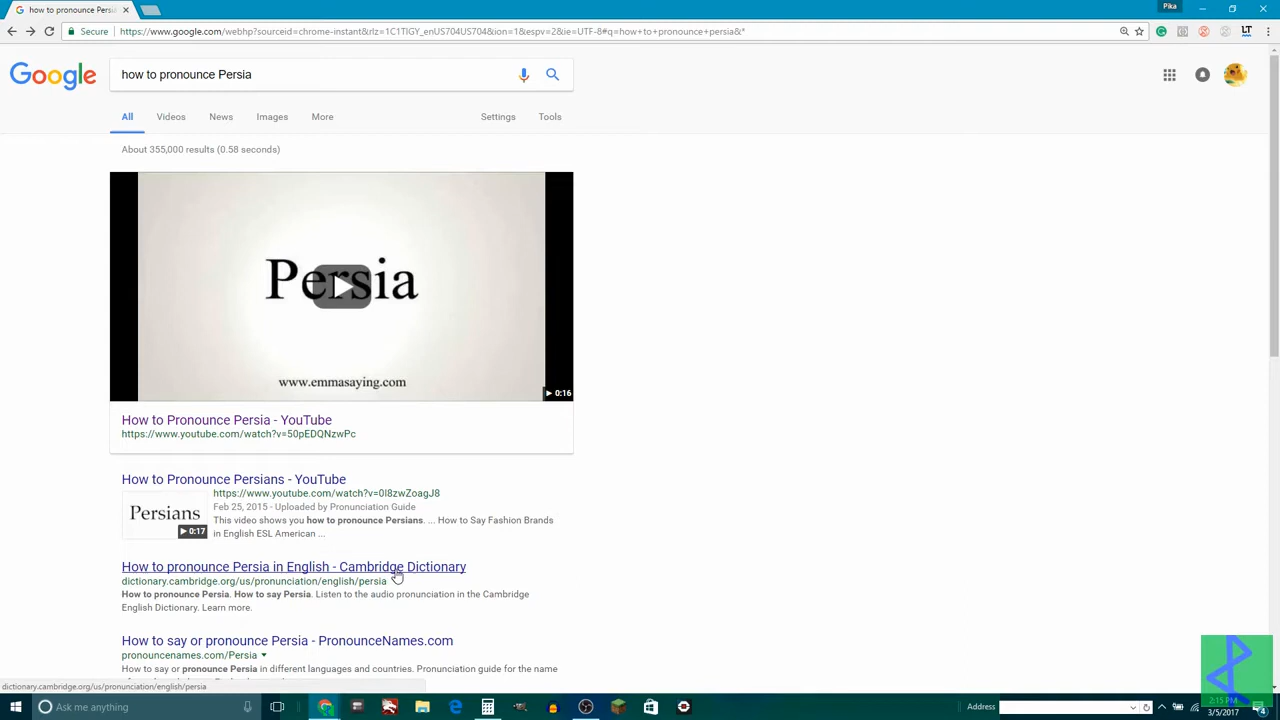 how to pronounce Persia
Pika
Secure
https://www.google.com/webhp?sourceid=chrome-instant&rlz=1C1TIGY_enUS704US704&ion=1&espv=2&ie=UTF-8#q=how+to+pronounce+persia&*
Google
how to pronounce Persia
All Videos News Images More Settings Tools
About 355,000 results (0.58 seconds)
Persia
www.emmasaying.com
0:16
How to Pronounce Persia - YouTube
https://www.youtube.com/watch?v=50pEDQNzwPc
How to Pronounce Persians - YouTube
https://www.youtube.com/watch?v=0I8zwZoagJ8
Persians
0:17
Feb 25, 2015 - Uploaded by Pronunciation Guide
This video shows you how to pronounce Persians. ... How to Say Fashion Brands
in English ESL American ...
How to pronounce Persia in English - Cambridge Dictionary
dictionary.cambridge.org/us/pronunciation/english/persia
How to pronounce Persia. How to say Persia. Listen to the audio pronunciation in the Cambridge
English Dictionary. Learn more.
How to say or pronounce Persia - PronounceNames.com
pronouncenames.com/Persia
How to say or pronounce Persia in different languages and countries. Pronunciation guide for the name
dictionary.cambridge.org/us/pronunciation/english/persia
Ask me anything
Address
2:15 PM
3/5/2017